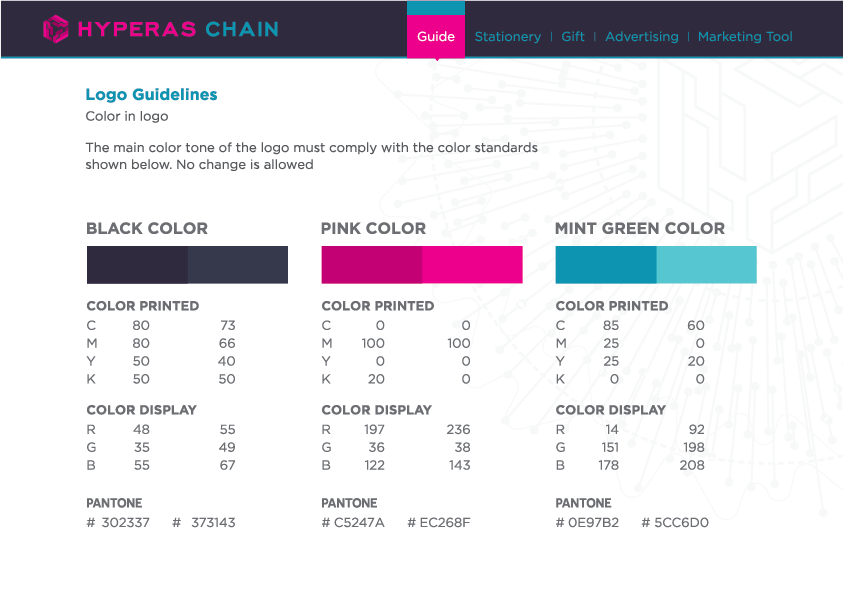 HYPERAS CHAIN
Guide
Stationery | Gift | Advertising | Marketing Tool
Logo Guidelines
Color in logo
The main color tone of the logo must comply with the color standards
shown below. No change is allowed
BLACK COLOR
COLOR PRINTED
C 80 73
M 80 66
Y 50 40
K 50 50
COLOR DISPLAY
R 48 55
G 35 49
B 55 67
PANTONE
# 302337 # 373143
PINK COLOR
COLOR PRINTED
C 0 0
M 100 100
Y 0 0
K 20 0
COLOR DISPLAY
R 197 236
G 36 38
B 122 143
PANTONE
# C5247A # EC268F
MINT GREEN COLOR
COLOR PRINTED
C 85 60
M 25 0
Y 25 20
K 0 0
COLOR DISPLAY
R 14 92
G 151 198
B 178 208
PANTONE
# 0E97B2 # 5CC6D0